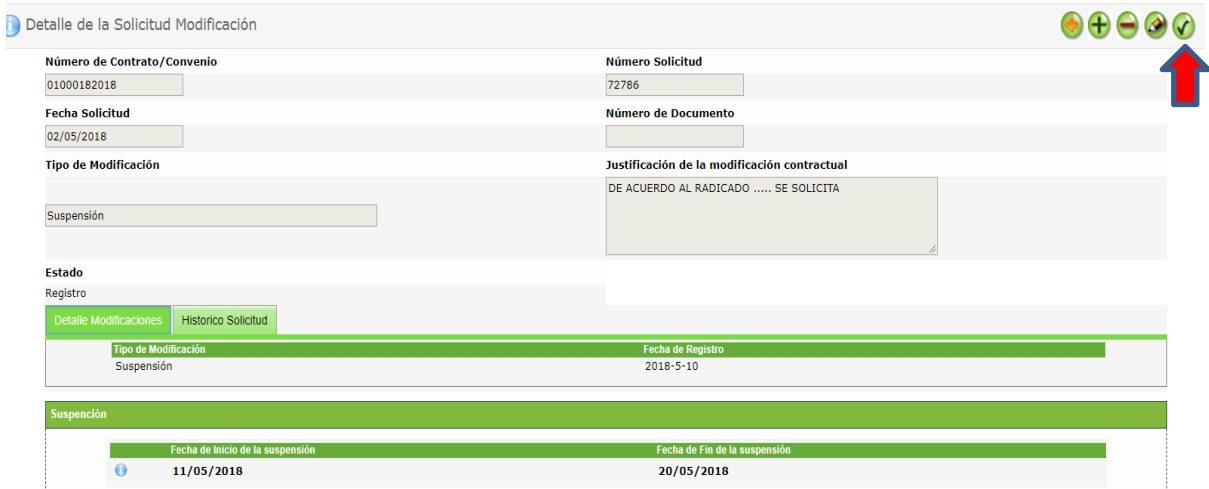 Detalle de la Solicitud Modificación
Número de Contrato/Convenio
Número Solicitud
01000182018
72786
Fecha Solicitud
Número de Documento
02/05/2018
Tipo de Modificación
Justificación de la modificación contractual
DE ACUERDO AL RADICADO ..... SE SOLICITA
Suspensión
Estado
Registro
Detalle Modificaciones
Historico Solicitud
Tipo de Modificación
Fecha de Registro
Suspensión
2018-5-10
Suspención
Fecha de Inicio de la suspensión
Fecha de Fin de la suspensión
11/05/2018
20/05/2018